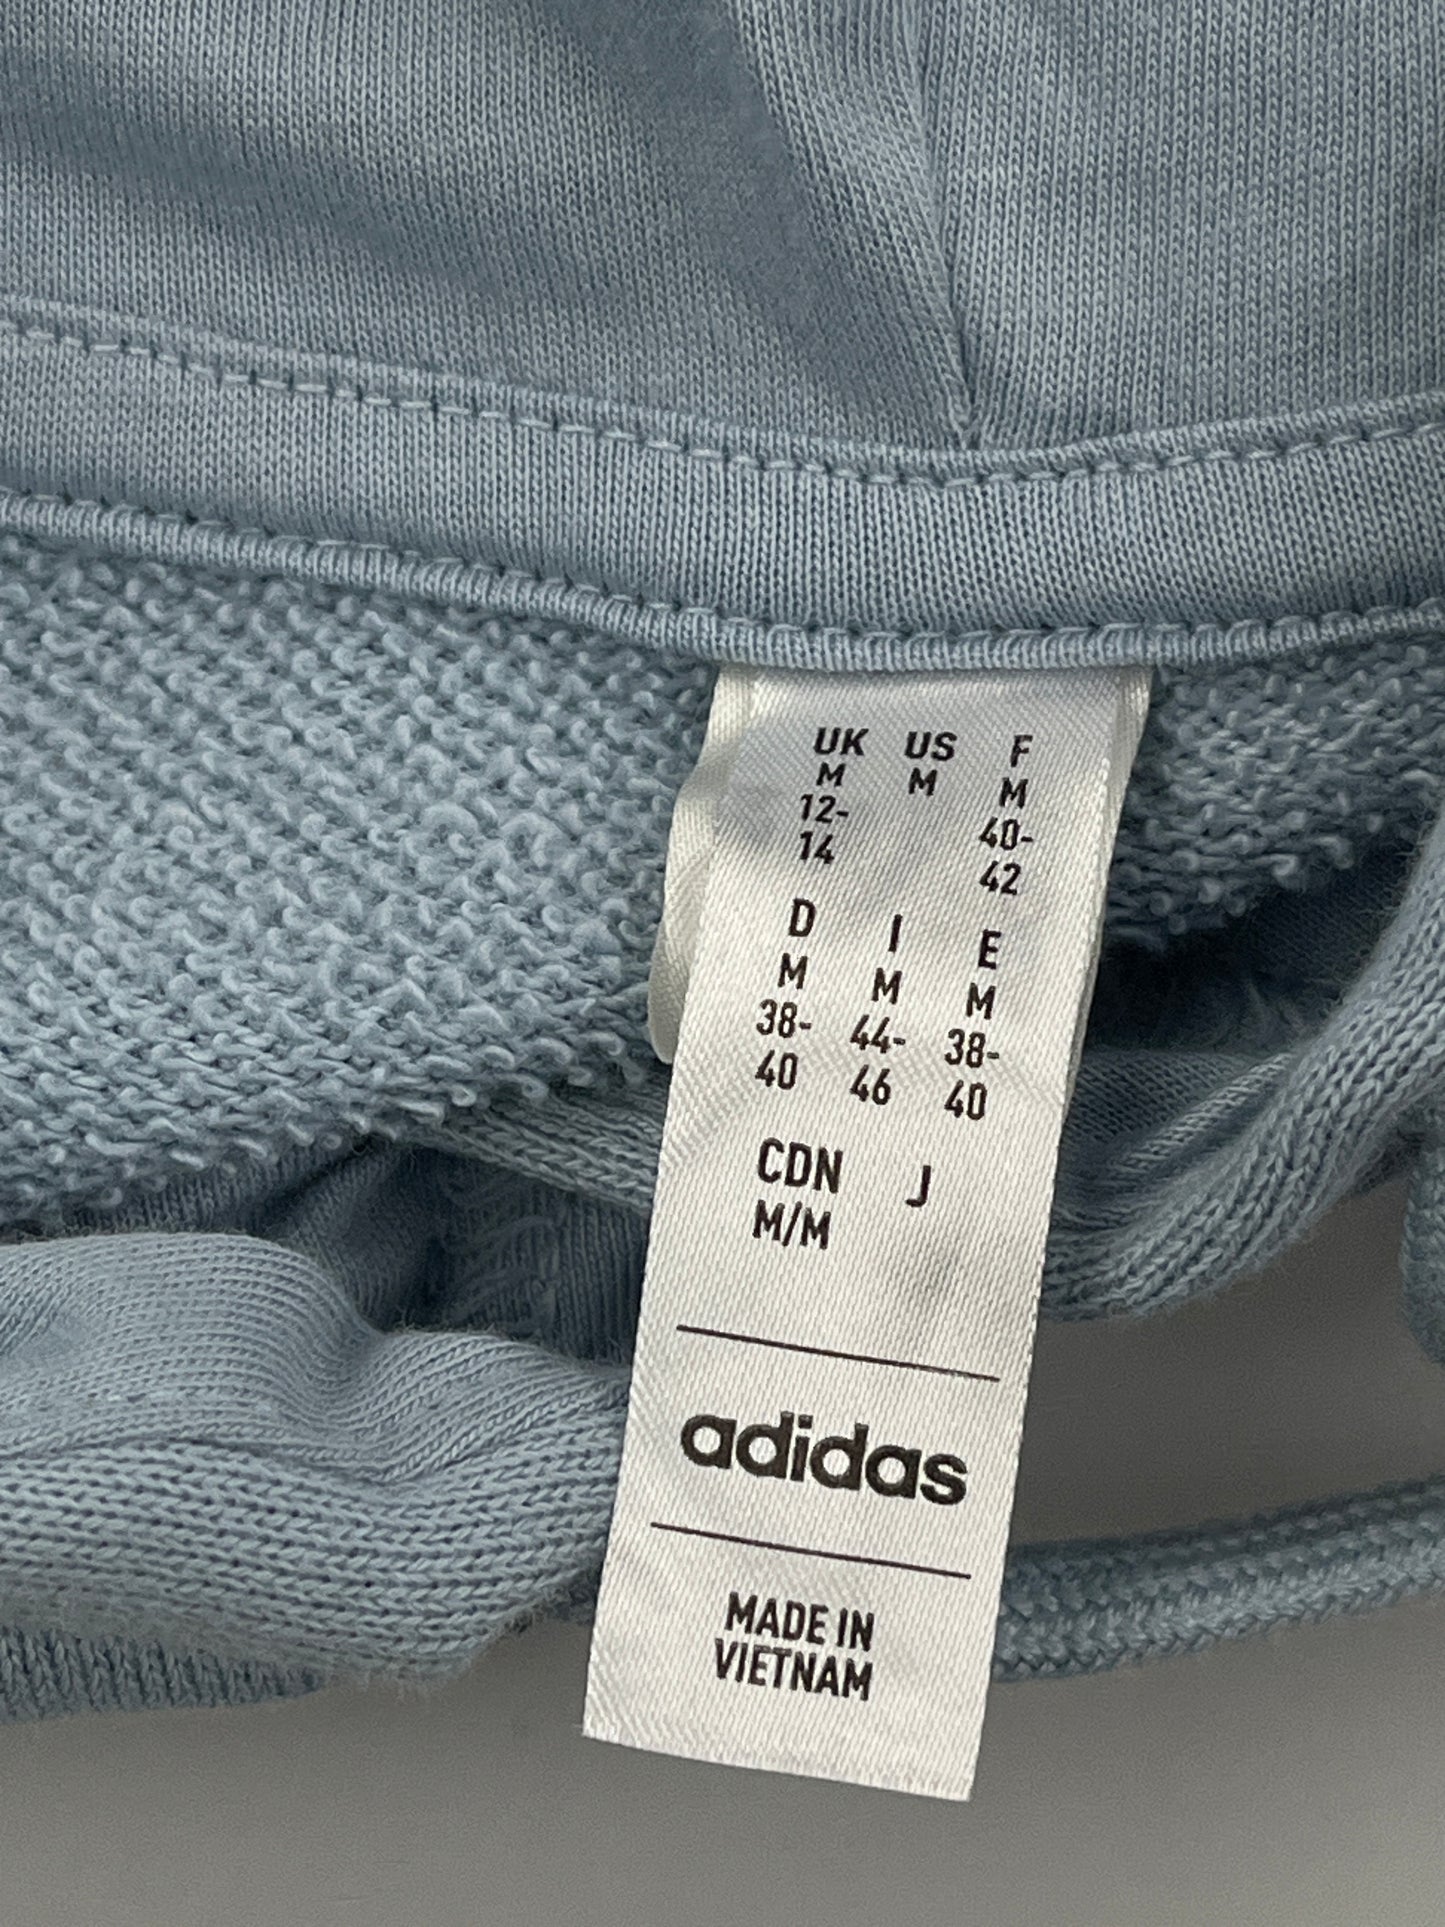 UK US F
M M M
12- 40-
14 42
D I E
M M M
38- 44- 38-
40 46 40
CDN J
M/M
adidas
MADE IN
VIETNAM